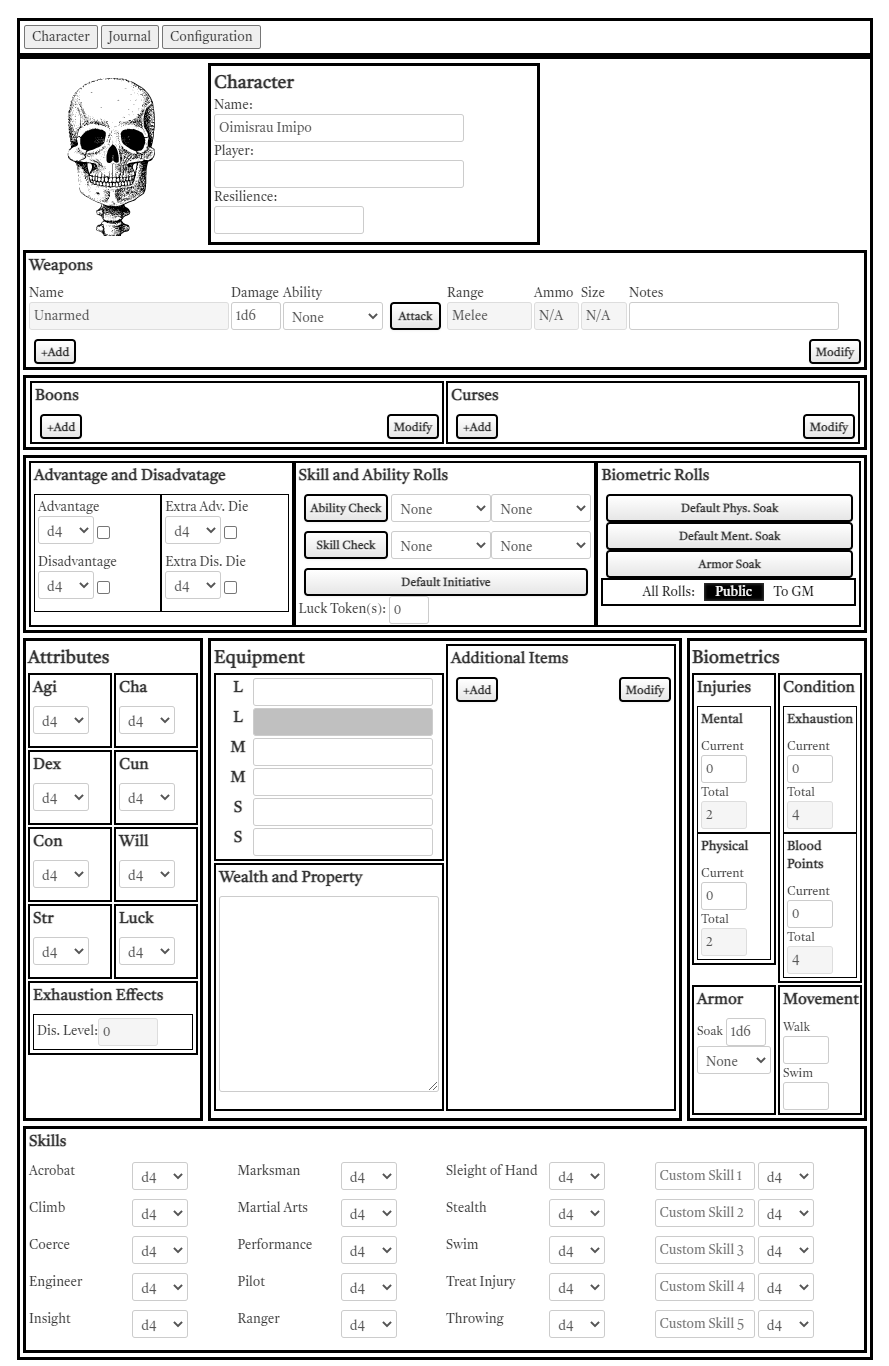 Character Journal Configuration
Character
Name:
Oimisrau Imipo
Player:
Resilience:
Weapons
Name Damage Ability Range Ammo Size Notes
Unarmed 1d6 None Attack Melee N/A N/A
+Add Modify
Boons Curses
+Add Modify +Add Modify
Advantage and Disadvatage
Advantage Extra Adv. Die
d4 d4
Disadvantage Extra Dis. Die
d4 d4
Skill and Ability Rolls
Ability Check None None
Skill Check None None
Default Initiative
Luck Token(s): 0
Biometric Rolls
Default Phys. Soak
Default Ment. Soak
Armor Soak
All Rolls: Public To GM
Attributes
Agi Cha
d4 d4
Dex Cun
d4 d4
Con Will
d4 d4
Str Luck
d4 d4
Exhaustion Effects
Dis. Level: 0
Equipment
L
L
M
M
S
S
Wealth and Property
Additional Items
+Add Modify
Biometrics
Injuries
Mental
Current
0
Total
2
Physical
Current
0
Total
2
Condition
Exhaustion
Current
0
Total
4
Blood
Points
Current
0
Total
4
Armor
Soak 1d6
None
Movement
Walk
Swim
Skills
Acrobat d4 Marksman d4 Sleight of Hand d4 Custom Skill 1 d4
Climb d4 Martial Arts d4 Stealth d4 Custom Skill 2 d4
Coerce d4 Performance d4 Swim d4 Custom Skill 3 d4
Engineer d4 Pilot d4 Treat Injury d4 Custom Skill 4 d4
Insight d4 Ranger d4 Throwing d4 Custom Skill 5 d4